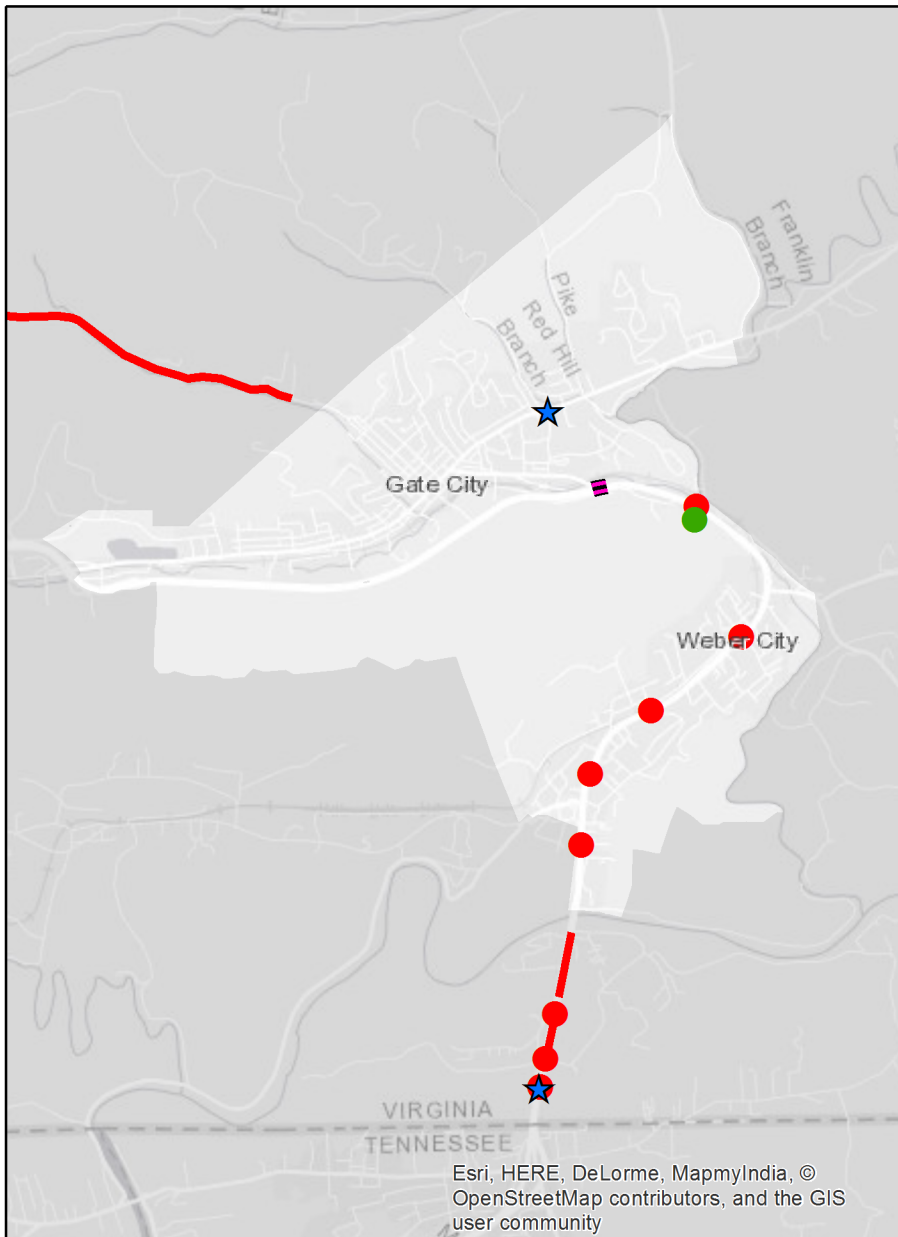 Franklin
Branch
Pike
Red Hill
Branch
Gate City
Weber City
VIRGINIA
TENNESSEE
Esri, HERE, DeLorme, MapmyIndia, ©
OpenStreetMap contributors, and the GIS
user community